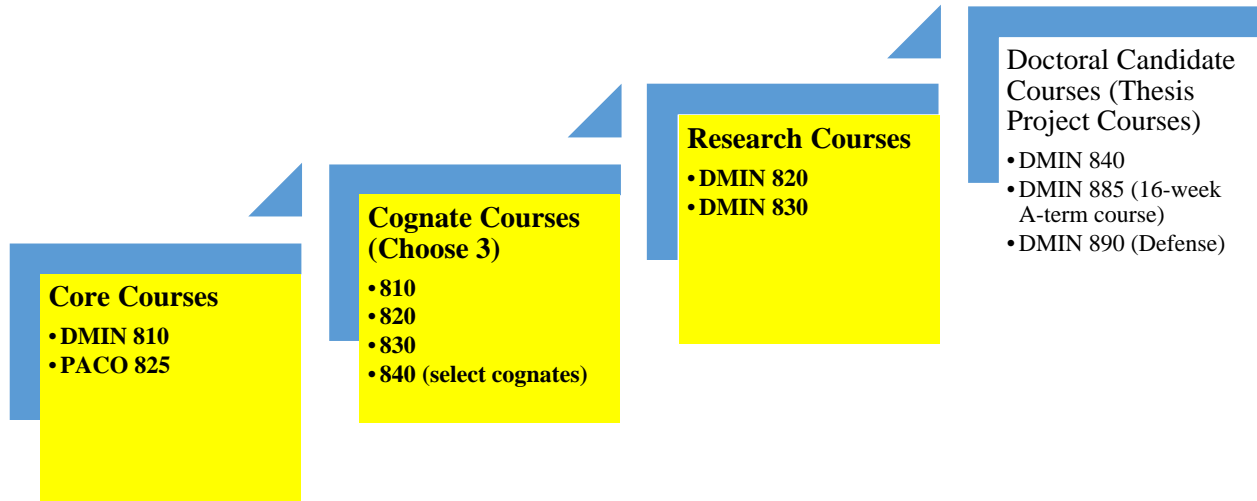 Core Courses
•DMIN 810
•PACO 825
Cognate Courses
(Choose 3)
•810
•820
•830
•840 (select cognates)
Research Courses
•DMIN 820
•DMIN 830
Doctoral Candidate
Courses (Thesis
Project Courses)
•DMIN 840
•DMIN 885 (16-week
A-term course)
•DMIN 890 (Defense)